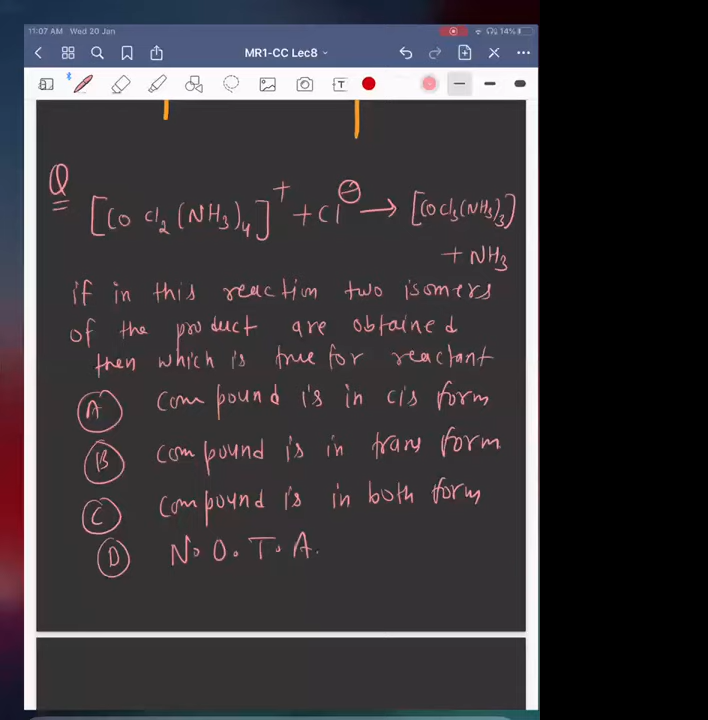 11:07 AM Wed 20 Jan
14%
MR1-CC Lec8
T
Q
[CO Cl₂ (NH₃)₄]⁺ + Cl⊖ → [COCl₃(NH₃)₃]
+ NH₃
if in this reaction two isomers
of the product are obtained
then which is true for reactant
A compound is in cis form
B compound is in trans form
C compound is in both form
D N.O.T.A.